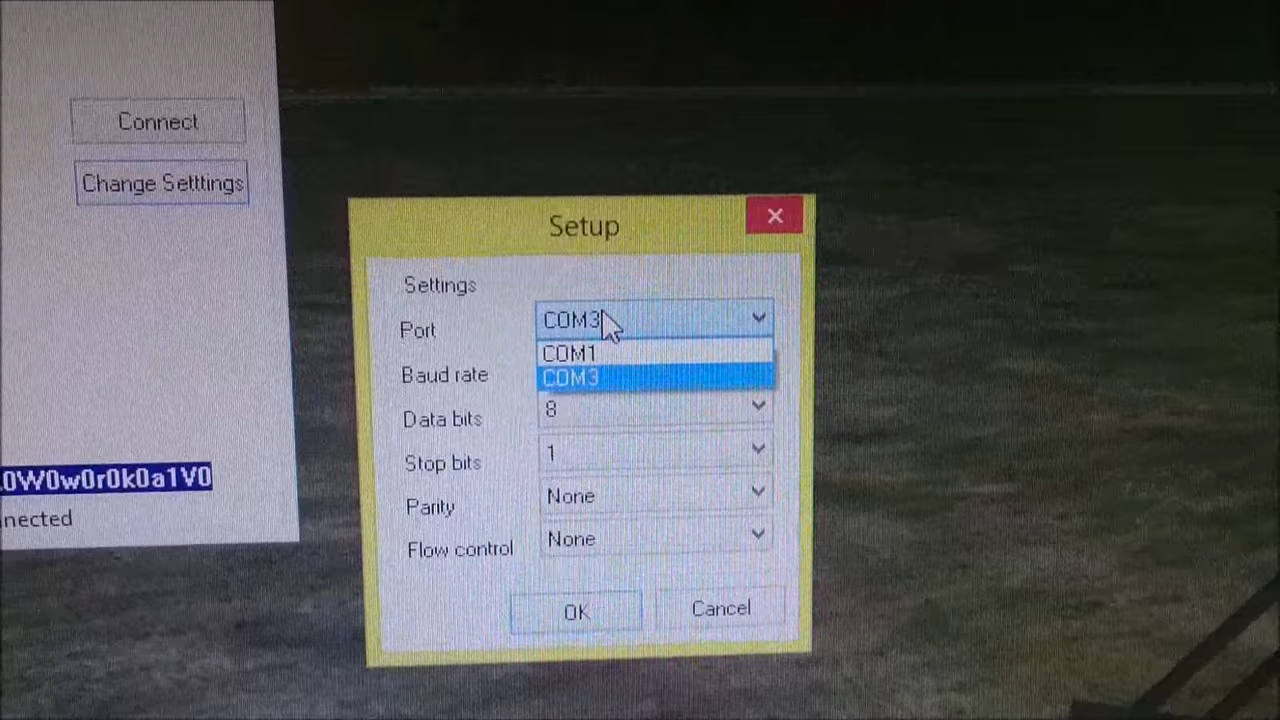 Connect
Change Setttings
0W0w0r0k0a1V0
nected
Setup
Settings
Port COM3
COM1
COM3
Baud rate
Data bits 8
Stop bits 1
Parity None
Flow control None
OK Cancel